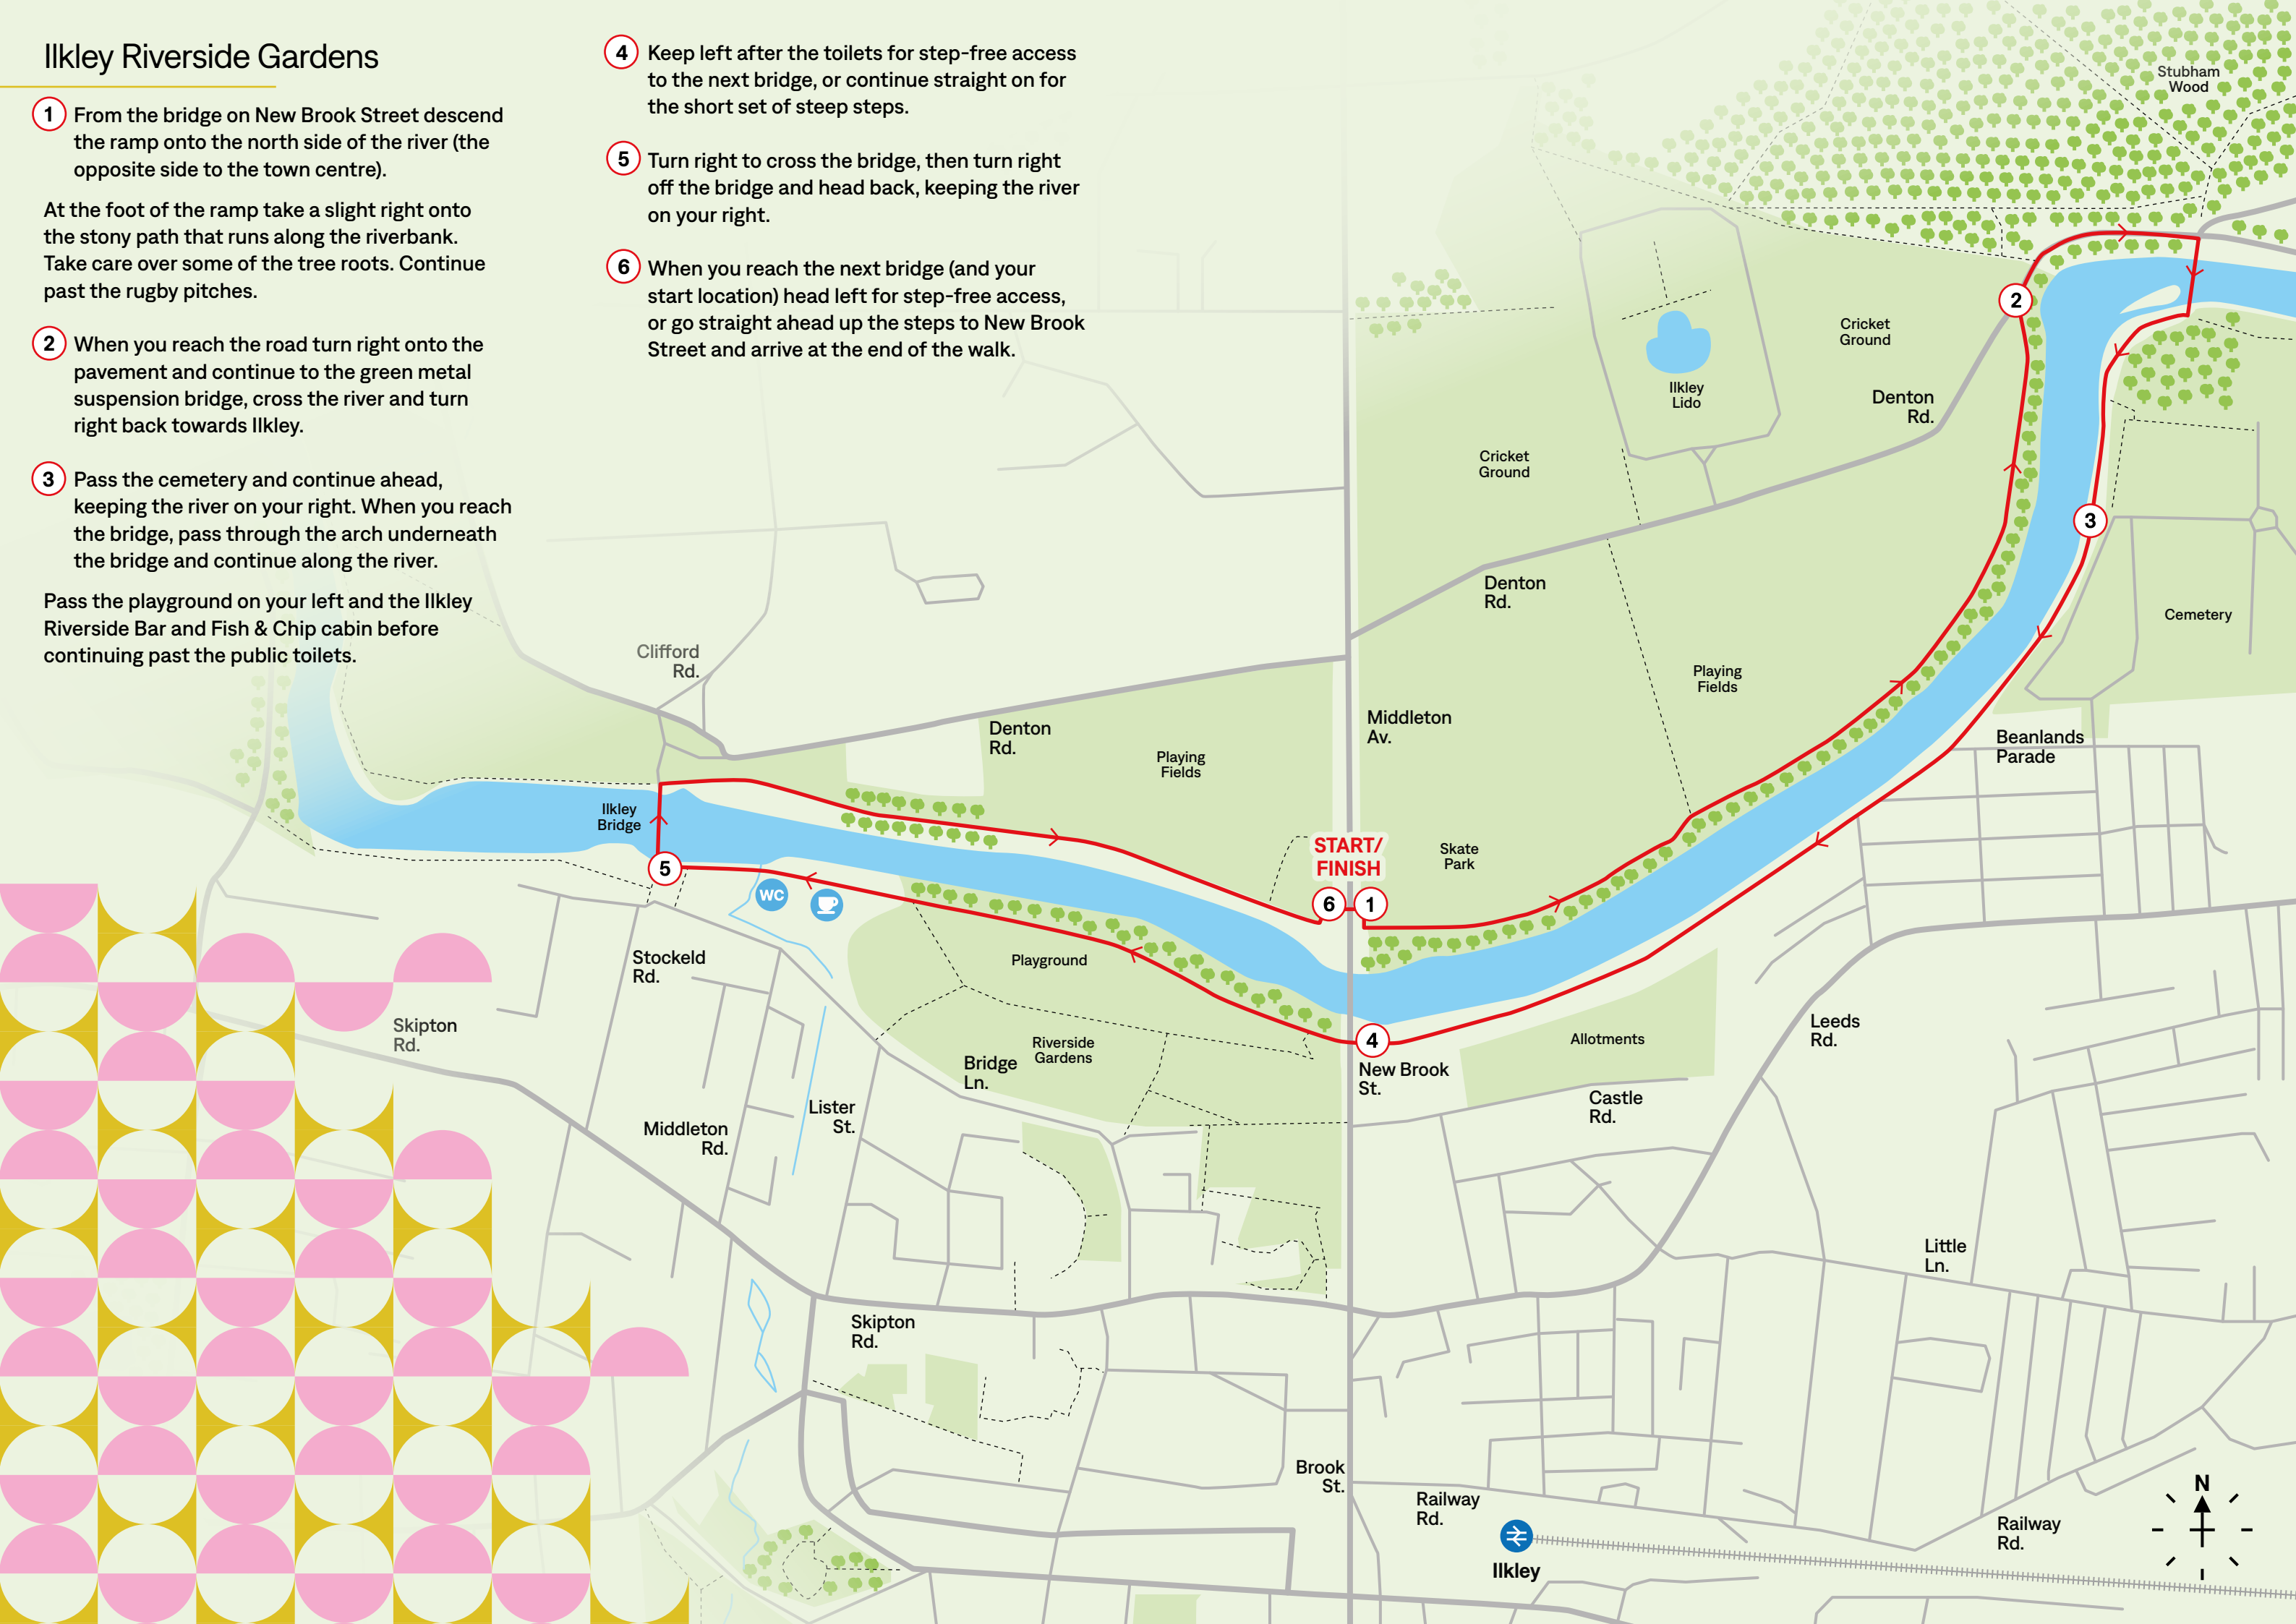 Ilkley Riverside Gardens
1 From the bridge on New Brook Street descend
the ramp onto the north side of the river (the
opposite side to the town centre).
At the foot of the ramp take a slight right onto
the stony path that runs along the riverbank.
Take care over some of the tree roots. Continue
past the rugby pitches.
2 When you reach the road turn right onto the
pavement and continue to the green metal
suspension bridge, cross the river and turn
right back towards Ilkley.
3 Pass the cemetery and continue ahead,
keeping the river on your right. When you reach
the bridge, pass through the arch underneath
the bridge and continue along the river.
Pass the playground on your left and the Ilkley
Riverside Bar and Fish & Chip cabin before
continuing past the public toilets.
4 Keep left after the toilets for step-free access
to the next bridge, or continue straight on for
the short set of steep steps.
5 Turn right to cross the bridge, then turn right
off the bridge and head back, keeping the river
on your right.
6 When you reach the next bridge (and your
start location) head left for step-free access,
or go straight ahead up the steps to New Brook
Street and arrive at the end of the walk.
Stubham
Wood
2
Cricket
Ground
Ilkley
Lido
Denton
Rd.
Cricket
Ground
3
Denton
Rd.
Cemetery
Clifford
Rd.
Playing
Fields
Middleton
Av.
Denton
Rd.
Playing
Fields
Beanlands
Parade
Ilkley
Bridge
START/
FINISH
Skate
Park
5
WC
6
1
Stockeld
Rd.
Playground
Skipton
Rd.
Riverside
Gardens
4
Allotments
Leeds
Rd.
Bridge
Ln.
New Brook
St.
Castle
Rd.
Lister
St.
Middleton
Rd.
Little
Ln.
Skipton
Rd.
Brook
St.
Railway
Rd.
Ilkley
Railway
Rd.
N